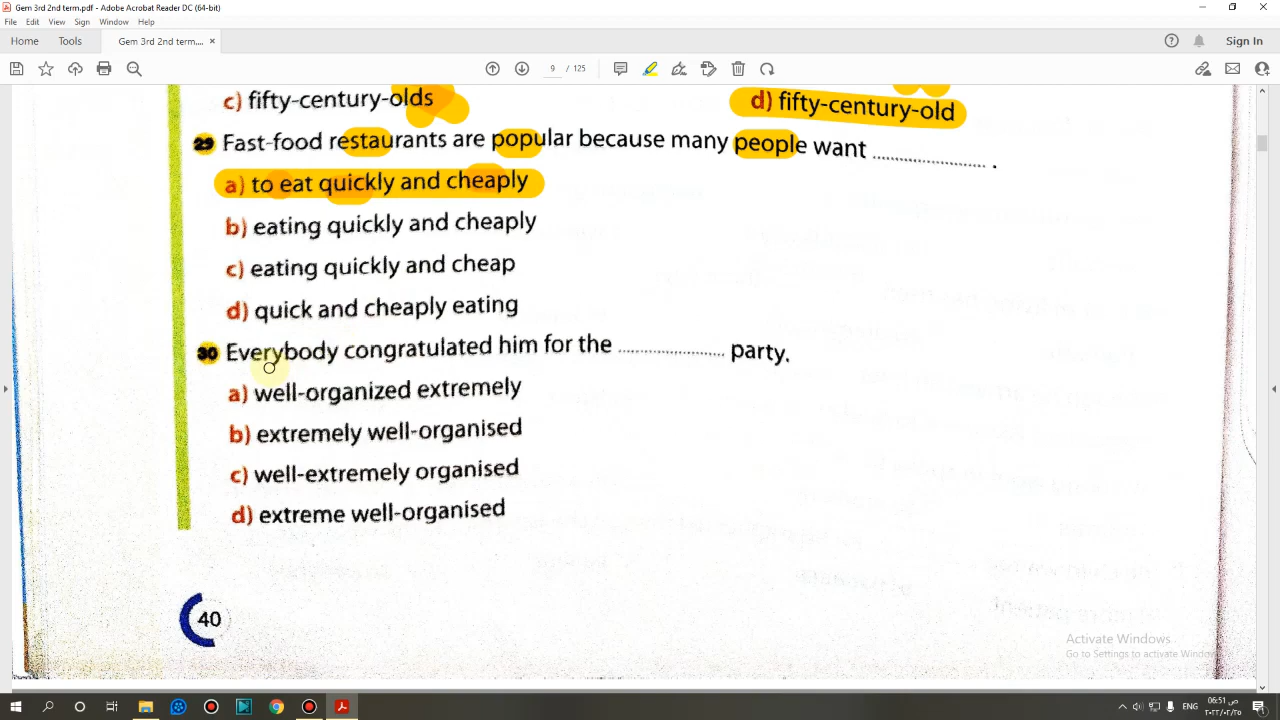 Gem 3rd 2nd term.pdf - Adobe Acrobat Reader DC (64-bit)
File Edit View Sign Window Help
Home Tools Gem 3rd 2nd term.... × Sign In
9 / 125
c) fifty-century-olds d) fifty-century-old
29 Fast-food restaurants are popular because many people want .................... .
a) to eat quickly and cheaply
b) eating quickly and cheaply
c) eating quickly and cheap
d) quick and cheaply eating
30 Everybody congratulated him for the .................... party.
a) well-organized extremely
b) extremely well-organised
c) well-extremely organised
d) extreme well-organised
40
Activate Windows
Go to Settings to activate Windows
ENG
06:51 ص